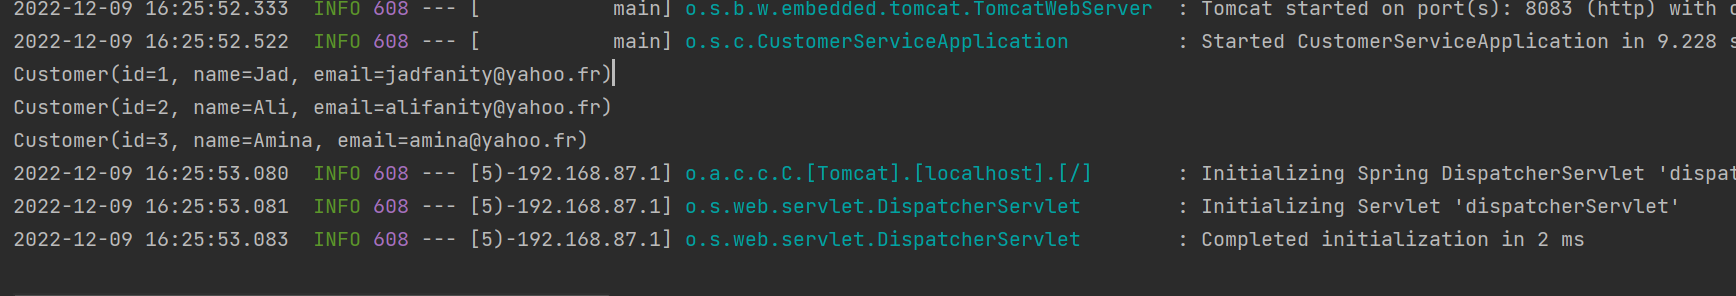 2022-12-09 16:25:52.333  INFO 608 --- [           main] o.s.b.w.embedded.tomcat.TomcatWebServer  : Tomcat started on port(s): 8083 (http) with
2022-12-09 16:25:52.522  INFO 608 --- [           main] o.s.c.CustomerServiceApplication         : Started CustomerServiceApplication in 9.228
Customer(id=1, name=Jad, email=jadfanity@yahoo.fr)
Customer(id=2, name=Ali, email=alifanity@yahoo.fr)
Customer(id=3, name=Amina, email=amina@yahoo.fr)
2022-12-09 16:25:53.080  INFO 608 --- [5)-192.168.87.1] o.a.c.c.C.[Tomcat].[localhost].[/]       : Initializing Spring DispatcherServlet 'dispat
2022-12-09 16:25:53.081  INFO 608 --- [5)-192.168.87.1] o.s.web.servlet.DispatcherServlet        : Initializing Servlet 'dispatcherServlet'
2022-12-09 16:25:53.083  INFO 608 --- [5)-192.168.87.1] o.s.web.servlet.DispatcherServlet        : Completed initialization in 2 ms